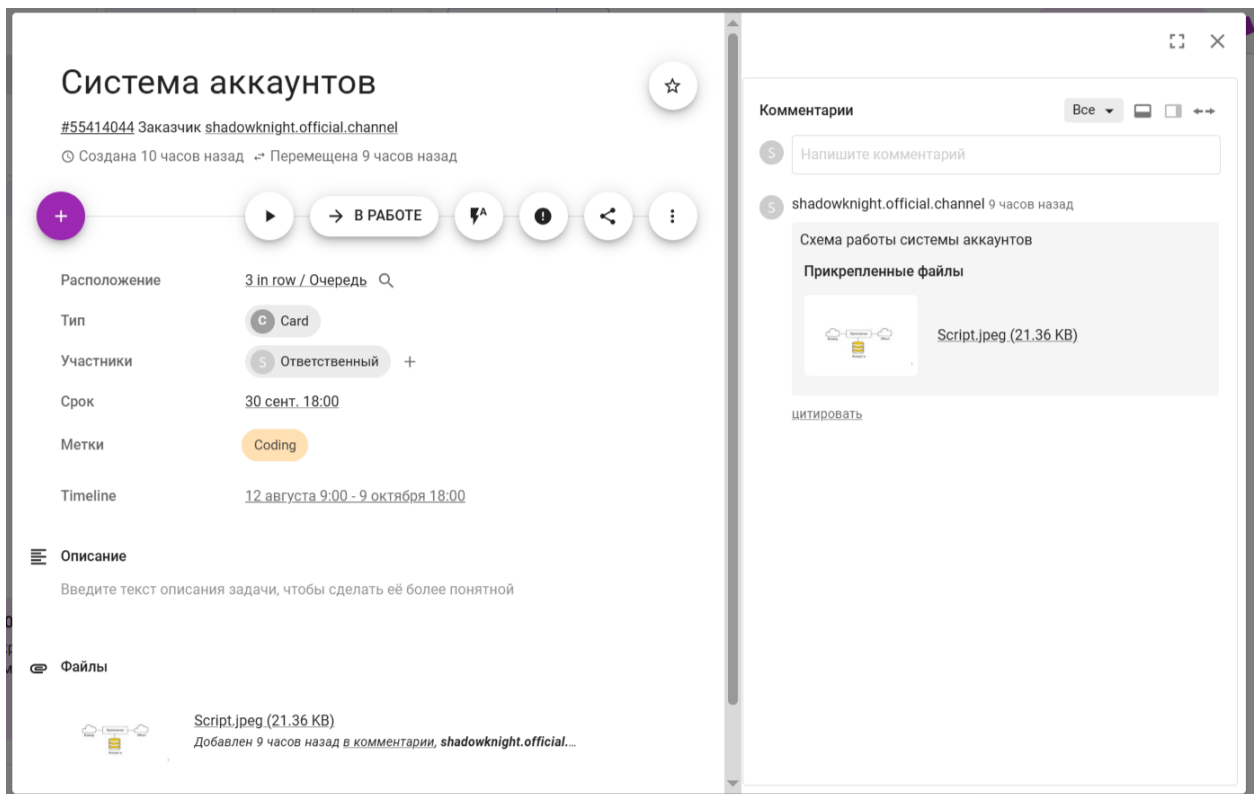 Система аккаунтов
#55414044 Заказчик shadowknight.official.channel
Создана 10 часов назад Перемещена 9 часов назад
+
В РАБОТЕ
A
Расположение
3 in row / Очередь
Тип
C Card
Участники
S Ответственный +
Срок
30 сент. 18:00
Метки
Coding
Timeline
12 августа 9:00 - 9 октября 18:00
Описание
Введите текст описания задачи, чтобы сделать её более понятной
Файлы
Script.jpeg (21.36 KB)
Добавлен 9 часов назад в комментарии, shadowknight.official....
Комментарии
Все
S Напишите комментарий
S shadowknight.official.channel 9 часов назад
Схема работы системы аккаунтов
Прикрепленные файлы
Script.jpeg (21.36 KB)
цитировать